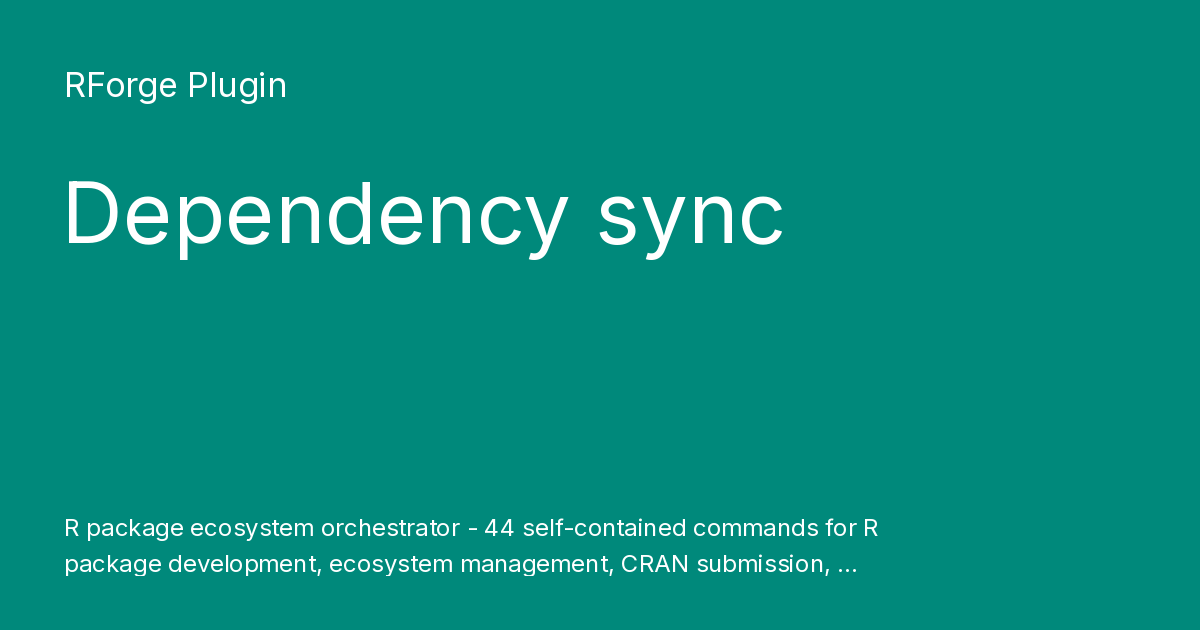 RForge Plugin
Dependency sync
R package ecosystem orchestrator - 44 self-contained commands for R
package development, ecosystem management, CRAN submission, ...